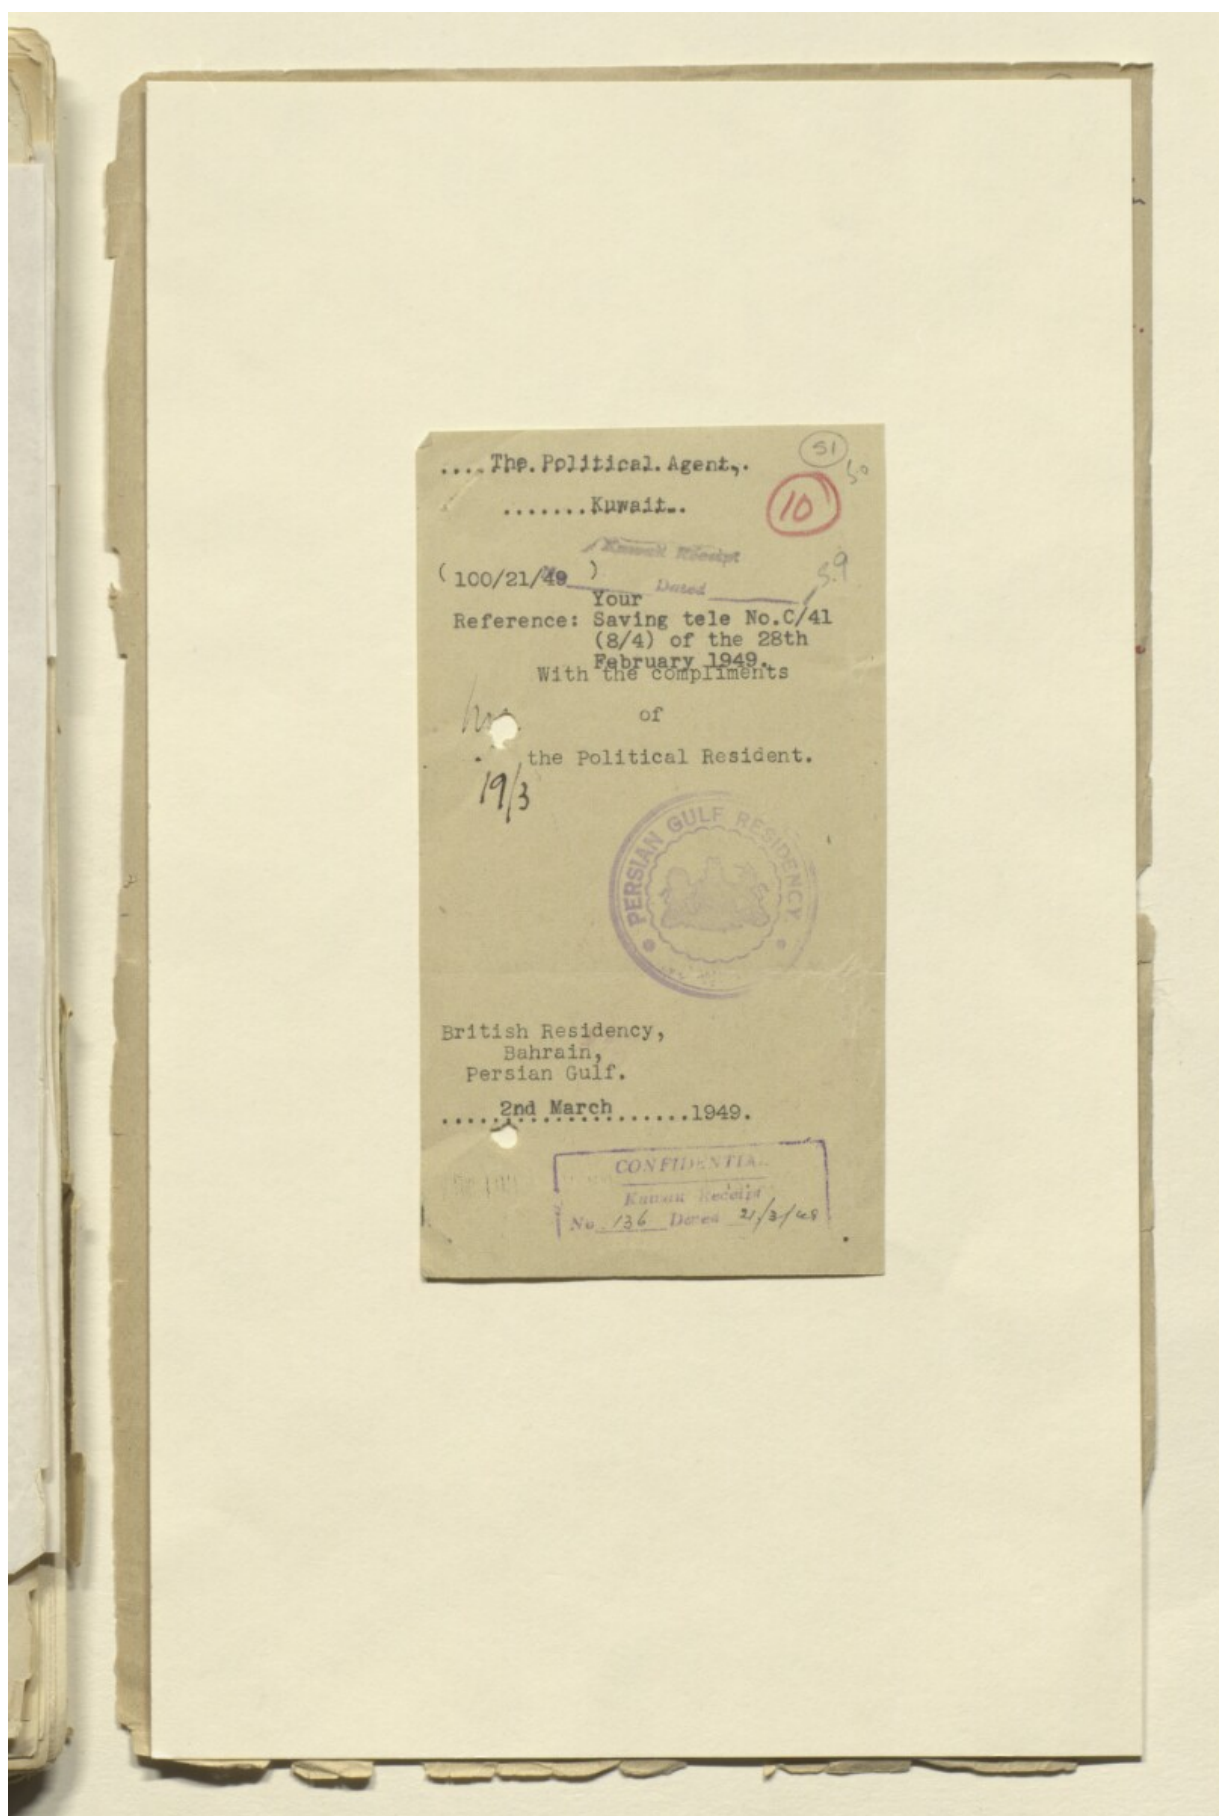 51
50
.... The Political Agent,.
10
.......Kuwait..
Kuwait Receipt
(100/21/49 )
Dated
Your
Reference: Saving tele No.C/41
(8/4) of the 28th
February 1949.
With the compliments
of
the Political Resident.
19/3
PERSIAN GULF RESIDENCY
British Residency,
Bahrain,
Persian Gulf.
.....2nd March......1949.
CONFIDENTIAL
Kuwait Receipt
No. 136 Dated 21/3/49